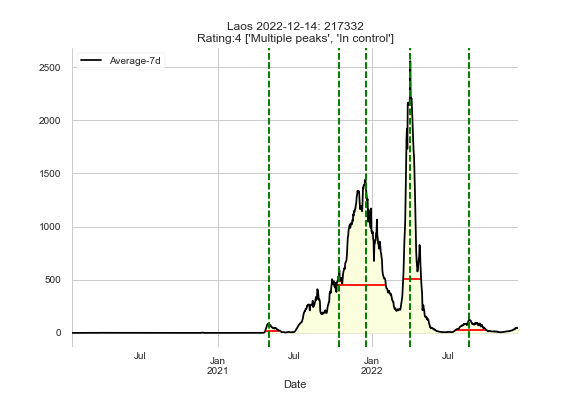 Laos 2022-12-14: 217332
Rating:4 ['Multiple peaks', 'In control']
Average-7d
2500
2000
1500
1000
500
0
Jul
Jan
2021
Jul
Jan
2022
Jul
Date